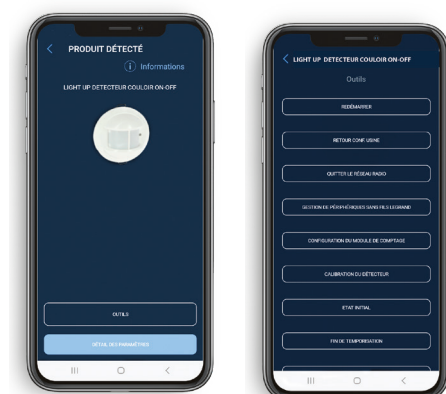 PRODUIT DÉTECTÉ
Informations
LIGHT UP DETECTEUR COULOIR ON-OFF
OUTILS
DÉTAIL DES PARAMÈTRES
LIGHT UP DETECTEUR COULOIR ON-OFF
Outils
REDÉMARRER
RETOUR CONF. USINE
QUITTER LE RÉSEAU RADIO
GESTION DE PÉRIPHÉRIQUES SANS FILS LEGRAND
CONFIGURATION DU MODULE DE COMPTAGE
CALIBRATION DU DÉTECTEUR
ETAT INITIAL
FIN DE TEMPORISATION